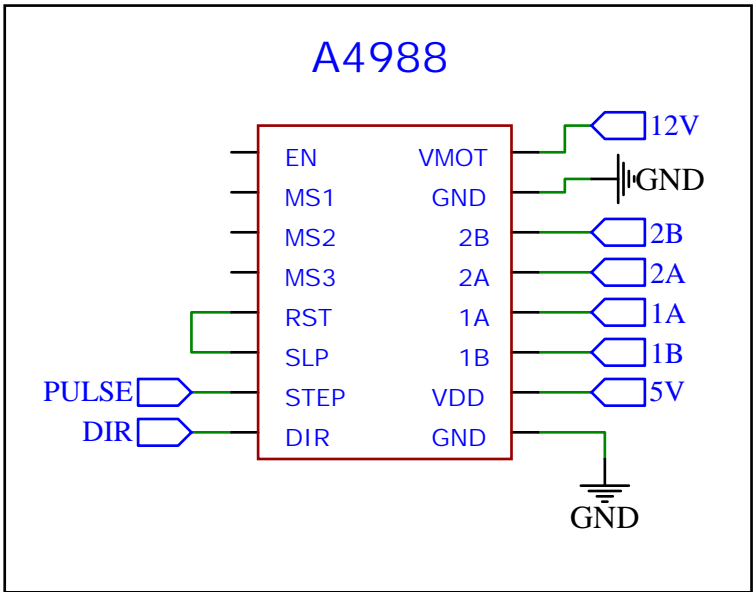 A4988
12V
EN VMOT
GND
MS1 GND
MS2 2B 2B
MS3 2A 2A
RST 1A 1A
SLP 1B 1B
PULSE STEP VDD 5V
DIR DIR GND
GND